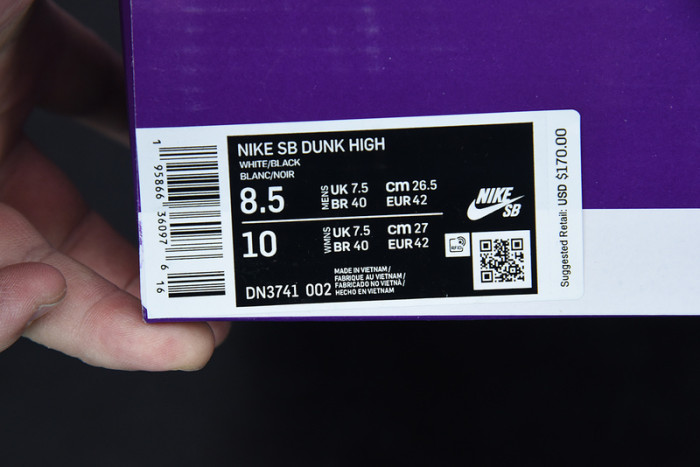 NIKE SB DUNK HIGH
WHITE/BLACK
BLANC/NOIR
8.5 MENS UK 7.5 cm 26.5
BR 40 EUR 42
10 WMNS UK 7.5 cm 27
BR 40 EUR 42
MADE IN VIETNAM /
FABRIQUE AU VIETNAM /
FABRICADO NO VIETNÃ /
HECHO EN VIETNAM
DN3741 002
NIKE
SB
RFID
1 95866 36097 6 16
Suggested Retail: USD $170.00